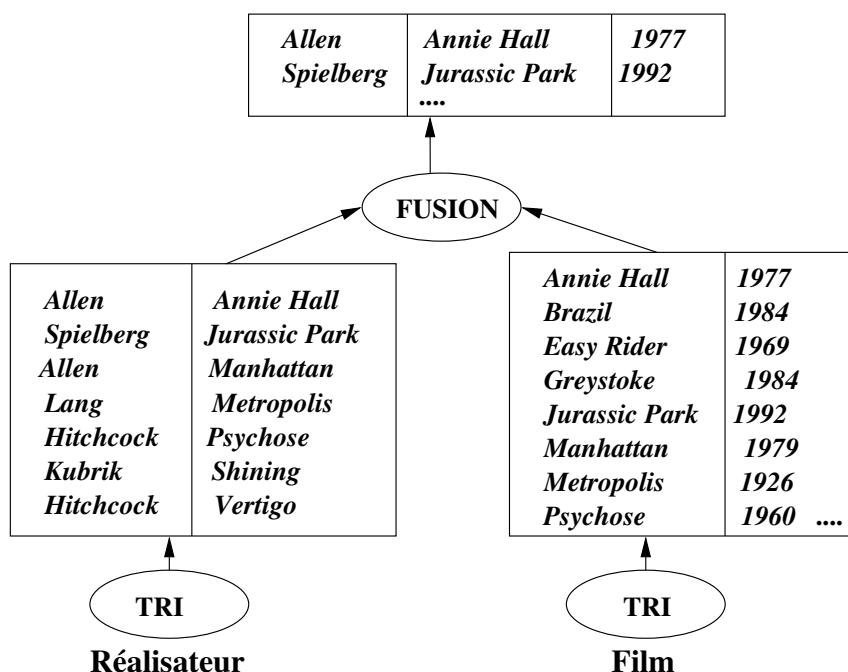 Allen Annie Hall 1977
Spielberg Jurassic Park 1992
....
FUSION
Allen Annie Hall
Spielberg Jurassic Park
Allen Manhattan
Lang Metropolis
Hitchcock Psychose
Kubrik Shining
Hitchcock Vertigo
Annie Hall 1977
Brazil 1984
Easy Rider 1969
Greystoke 1984
Jurassic Park 1992
Manhattan 1979
Metropolis 1926
Psychose 1960 ....
TRI
TRI
Réalisateur
Film